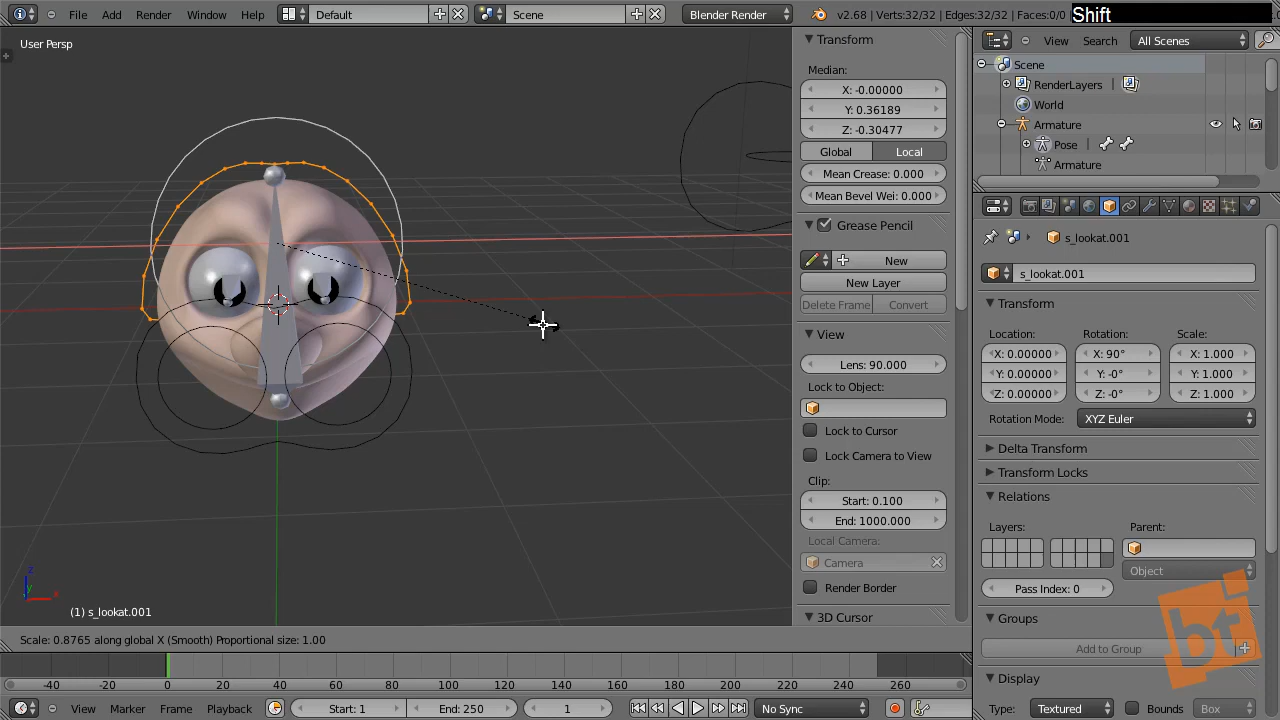 File Add Render Window Help Default Scene Blender Render v2.68 | Verts:32/32 | Edges:32/32 | Faces:0/0 Shift
User Persp
Transform
Median:
X: -0.00000
Y: 0.36189
Z: -0.30477
Global Local
Mean Crease: 0.000
Mean Bevel Wei: 0.000
Grease Pencil
New
New Layer
Delete Frame Convert
View
Lens: 90.000
Lock to Object:
Lock to Cursor
Lock Camera to View
Clip:
Start: 0.100
End: 1000.000
Local Camera:
Camera
Render Border
3D Cursor
View Search All Scenes
Scene
RenderLayers
World
Armature
Pose
Armature
s_lookat.001
s_lookat.001
Transform
Location: Rotation: Scale:
X: 0.00000 X: 90° X: 1.000
Y: 0.00000 Y: -0° Y: 1.000
Z: 0.00000 Z: -0° Z: 1.000
Rotation Mode: XYZ Euler
Delta Transform
Transform Locks
Relations
Layers: Parent:
Object
Pass Index: 0
Groups
Add to Group
Display
Type: Textured Bounds Box
bt
z
y
x
(1) s_lookat.001
Scale: 0.8765 along global X (Smooth) Proportional size: 1.00
-40 -20 0 20 40 60 80 100 120 140 160 180 200 220 240 260
View Marker Frame Playback Start: 1 End: 250 1 No Sync